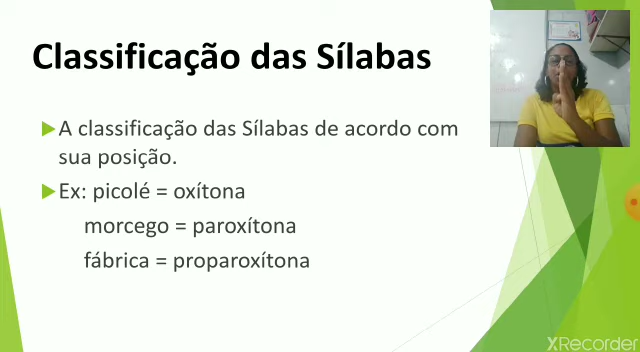 Classificação das Sílabas
A classificação das Sílabas de acordo com
sua posição.
Ex: picolé = oxítona
morcego = paroxítona
fábrica = proparoxítona
XRecorder